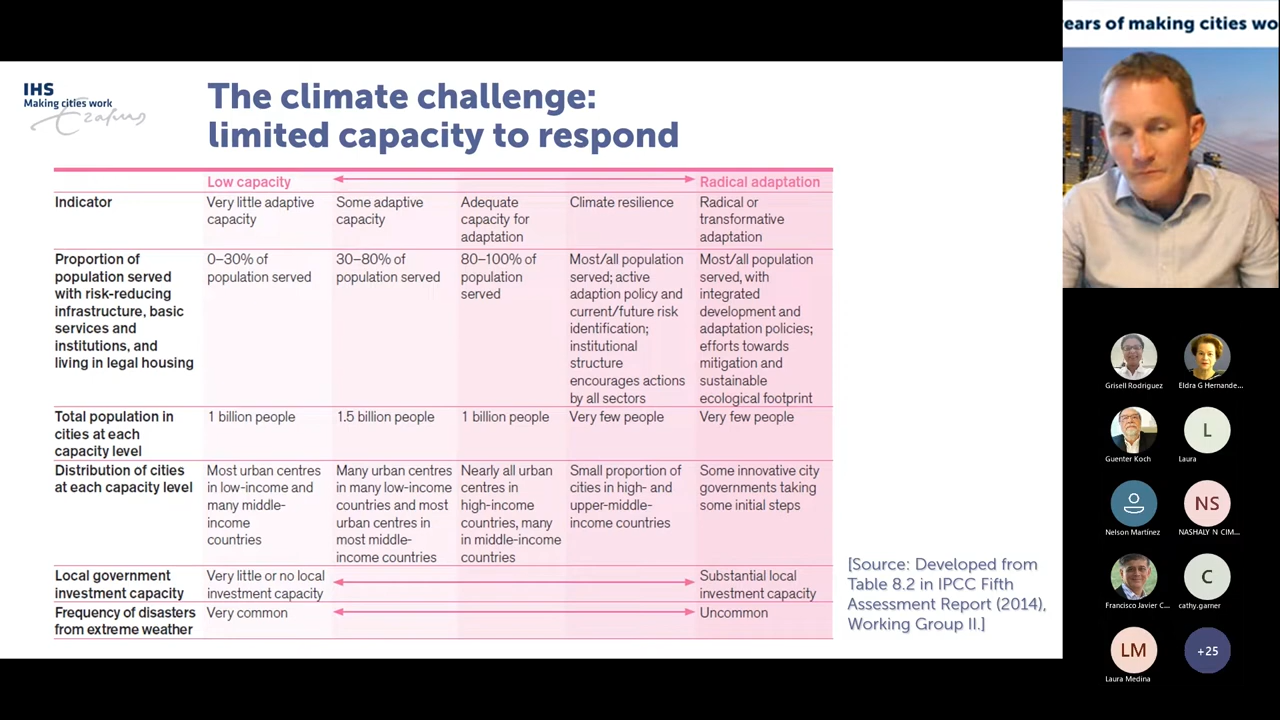 IHS
Making cities work
Erasmus
The climate challenge:
limited capacity to respond
Low capacity
Radical adaptation
Indicator
Very little adaptive
capacity
Some adaptive
capacity
Adequate
capacity for
adaptation
Climate resilience
Radical or
transformative
adaptation
Proportion of
population served
with risk-reducing
infrastructure, basic
services and
institutions, and
living in legal housing
0–30% of
population served
30–80% of
population served
80–100% of
population
served
Most/all population
served; active
adaption policy and
current/future risk
identification;
institutional
structure
encourages actions
by all sectors
Most/all population
served, with
integrated
development and
adaptation policies;
efforts towards
mitigation and
sustainable
ecological footprint
Total population in
cities at each
capacity level
1 billion people
1.5 billion people
1 billion people
Very few people
Very few people
Distribution of cities
at each capacity level
Most urban centres
in low-income and
many middle-
income
countries
Many urban centres
in many low-income
countries and most
urban centres in
most middle-
income countries
Nearly all urban
centres in
high-income
countries, many
in middle-income
countries
Small proportion of
cities in high- and
upper-middle-
income countries
Some innovative city
governments taking
some initial steps
Local government
investment capacity
Very little or no local
investment capacity
Substantial local
investment capacity
Frequency of disasters
from extreme weather
Very common
Uncommon
[Source: Developed from
Table 8.2 in IPCC Fifth
Assessment Report (2014),
Working Group II.]
ears of making cities wo
Grisell Rodriguez
Eldra G Hernande...
Guenter Koch
L
Laura
Nelson Martínez
NS
NASHALY N CIM...
Francisco Javier C...
C
cathy.garner
LM
Laura Medina
+25